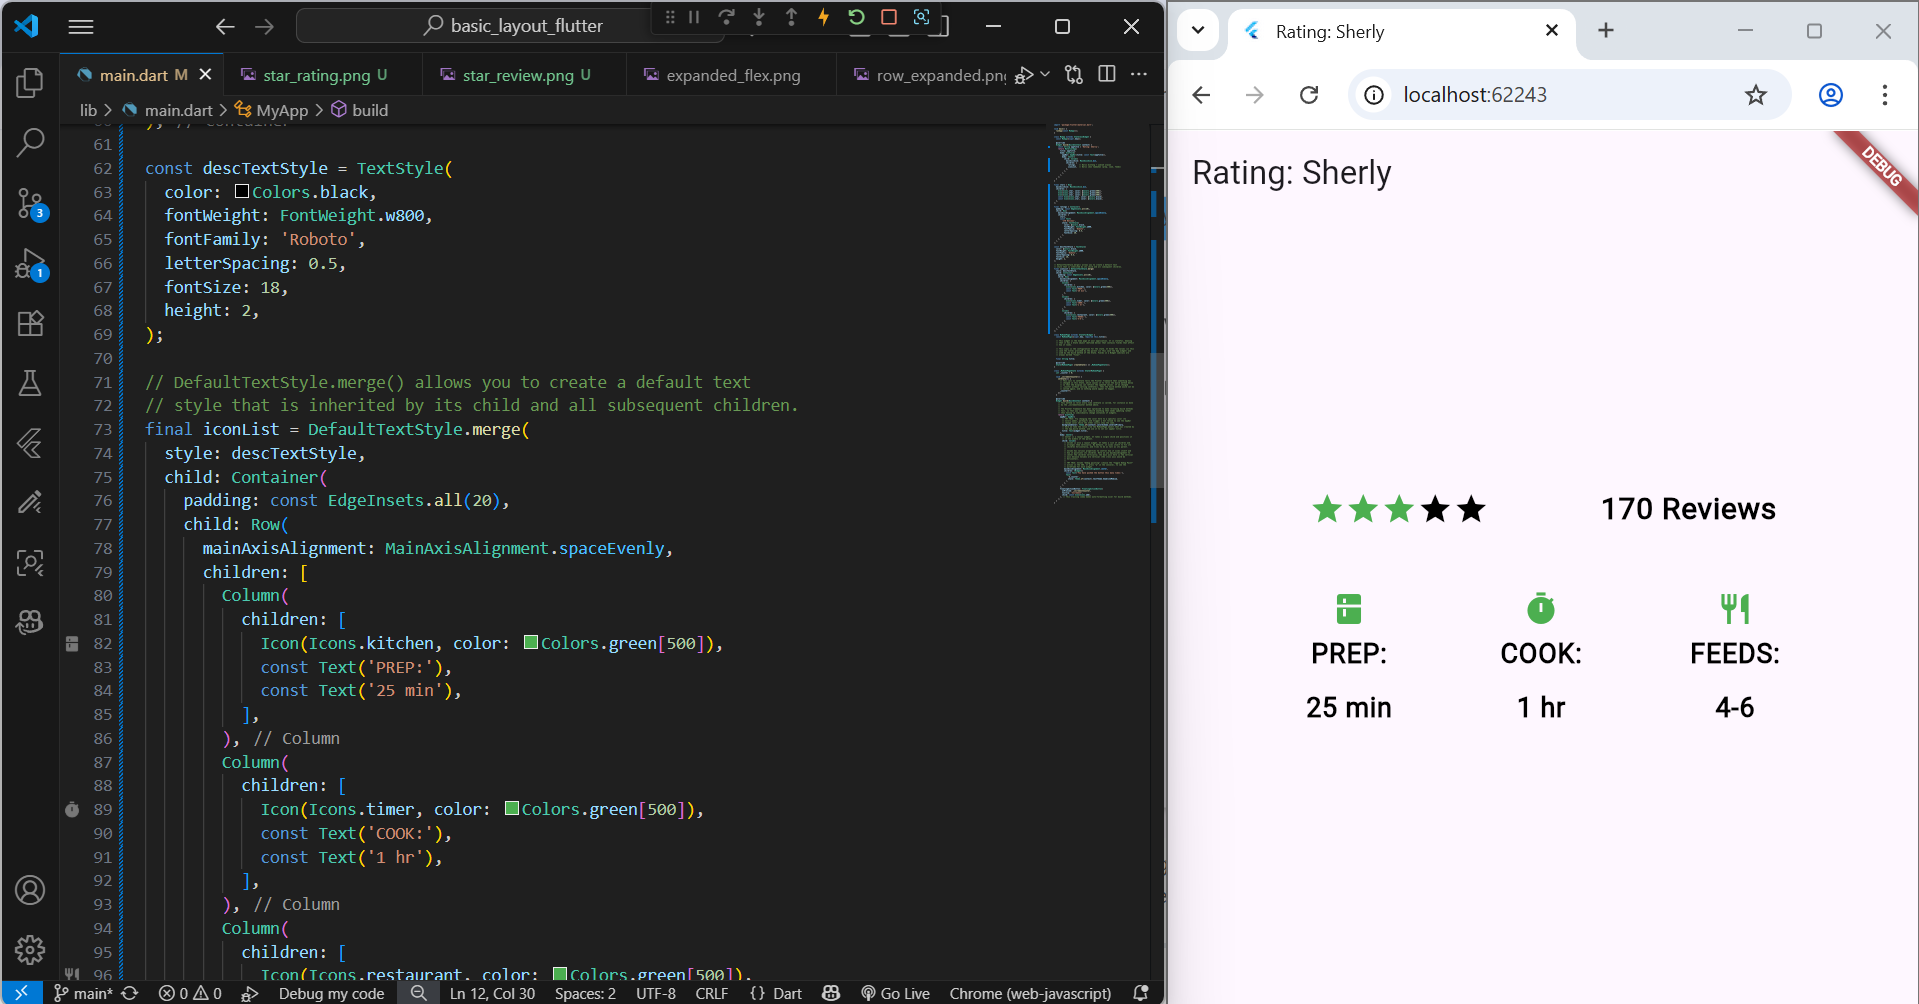 basic_layout_flutter
main.dart M
star_rating.png U
star_review.png U
expanded_flex.png
row_expanded.pn
lib > main.dart > MyApp > build
61
62 const descTextStyle = TextStyle(
63 color: Colors.black,
64 fontWeight: FontWeight.w800,
65 fontFamily: 'Roboto',
66 letterSpacing: 0.5,
67 fontSize: 18,
68 height: 2,
69 );
70
71 // DefaultTextStyle.merge() allows you to create a default text
72 // style that is inherited by its child and all subsequent children.
73 final iconList = DefaultTextStyle.merge(
74 style: descTextStyle,
75 child: Container(
76 padding: const EdgeInsets.all(20),
77 child: Row(
78 mainAxisAlignment: MainAxisAlignment.spaceEvenly,
79 children: [
80 Column(
81 children: [
82 Icon(Icons.kitchen, color: Colors.green[500]),
83 const Text('PREP:'),
84 const Text('25 min'),
85 ],
86 ), // Column
87 Column(
88 children: [
89 Icon(Icons.timer, color: Colors.green[500]),
90 const Text('COOK:'),
91 const Text('1 hr'),
92 ],
93 ), // Column
94 Column(
95 children: [
96 Icon(Icons.restaurant, color: Colors.green[500]),
3
1
main* 0 0 Debug my code Ln 12, Col 30 Spaces: 2 UTF-8 CRLF {} Dart Go Live Chrome (web-javascript)
Rating: Sherly
localhost:62243
DEBUG
Rating: Sherly
170 Reviews
PREP: COOK: FEEDS:
25 min 1 hr 4-6